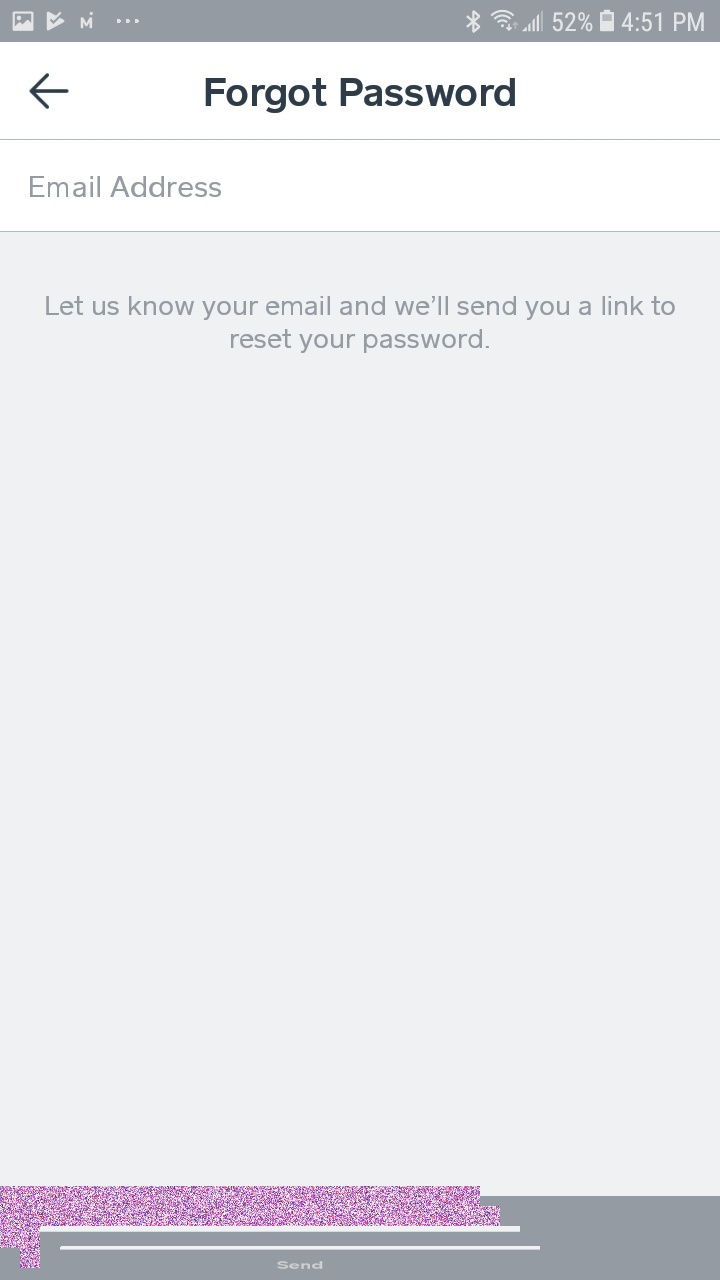 52% 4:51 PM
Forgot Password
Email Address
Let us know your email and we'll send you a link to
reset your password.
Send